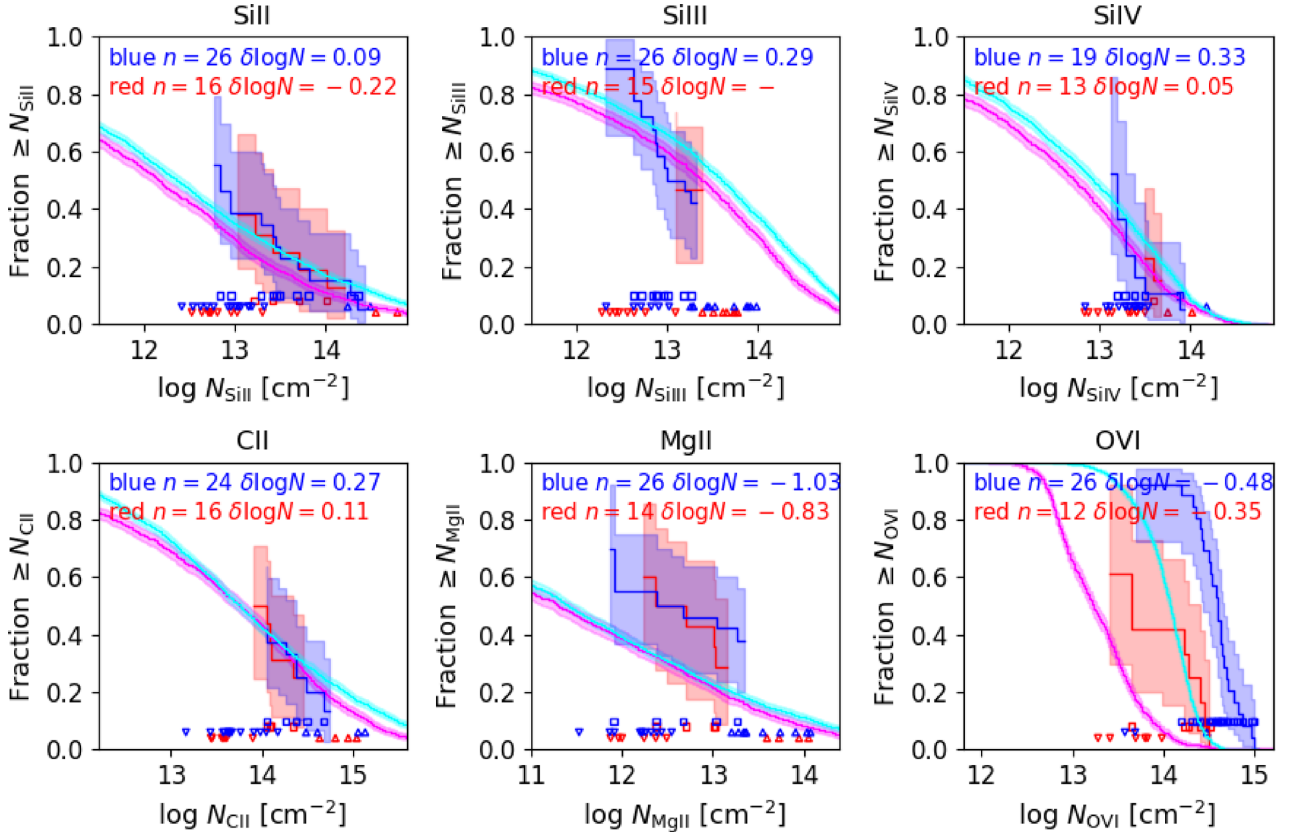 SiII
1.0
0.8
0.6
0.4
0.2
0.0
Fraction ≥ N_SiII
blue n = 26 δlogN = 0.09
red n = 16 δlogN = − 0.22
12 13 14
log N_SiII [cm⁻²]
SiIII
1.0
0.8
0.6
0.4
0.2
0.0
Fraction ≥ N_SiIII
blue n = 26 δlogN = 0.29
red n = 15 δlogN = −
12 13 14
log N_SiIII [cm⁻²]
SiIV
1.0
0.8
0.6
0.4
0.2
0.0
Fraction ≥ N_SiIV
blue n = 19 δlogN = 0.33
red n = 13 δlogN = 0.05
12 13 14
log N_SiIV [cm⁻²]
CII
1.0
0.8
0.6
0.4
0.2
0.0
Fraction ≥ N_CII
blue n = 24 δlogN = 0.27
red n = 16 δlogN = 0.11
13 14 15
log N_CII [cm⁻²]
MgII
1.0
0.8
0.6
0.4
0.2
0.0
Fraction ≥ N_MgII
blue n = 26 δlogN = − 1.03
red n = 14 δlogN = − 0.83
11 12 13 14
log N_MgII [cm⁻²]
OVI
1.0
0.8
0.6
0.4
0.2
0.0
Fraction ≥ N_OVI
blue n = 26 δlogN = − 0.48
red n = 12 δlogN = − 0.35
12 13 14 15
log N_OVI [cm⁻²]